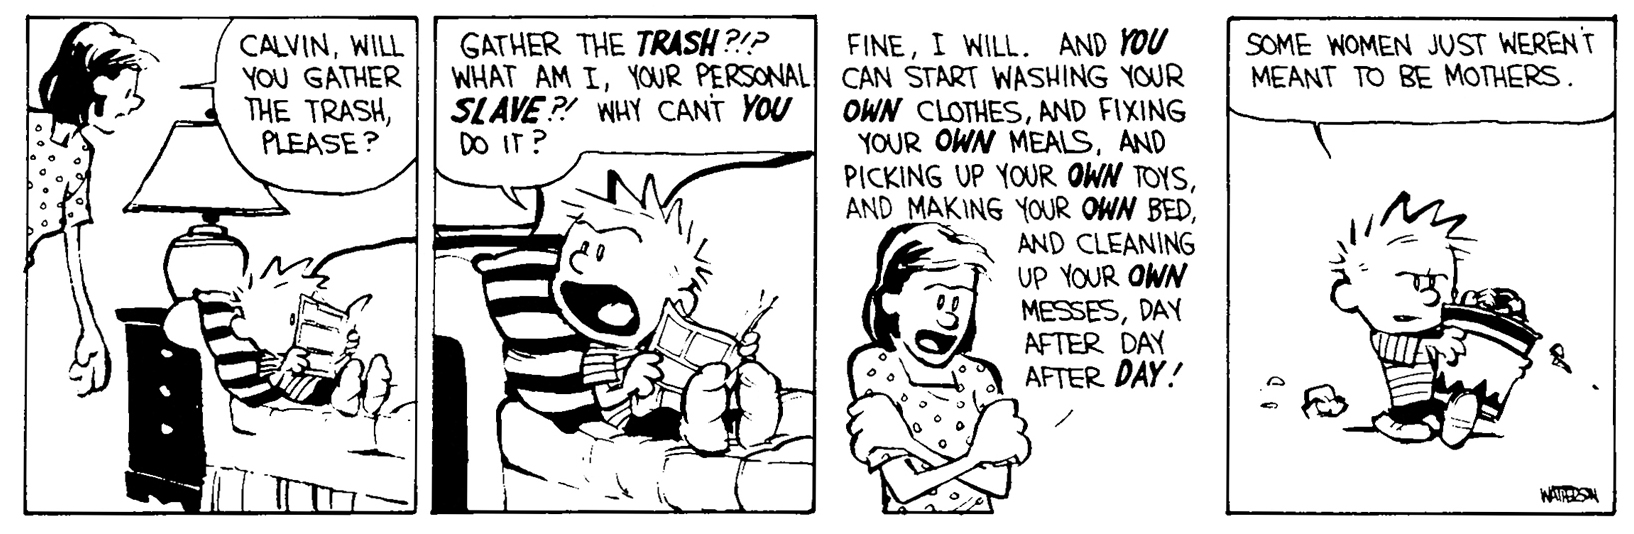 CALVIN, WILL
YOU GATHER
THE TRASH,
PLEASE?
GATHER THE TRASH?!?
WHAT AM I, YOUR PERSONAL
SLAVE?! WHY CAN'T YOU
DO IT?
FINE, I WILL. AND YOU
CAN START WASHING YOUR
OWN CLOTHES, AND FIXING
YOUR OWN MEALS, AND
PICKING UP YOUR OWN TOYS,
AND MAKING YOUR OWN BED,
AND CLEANING
UP YOUR OWN
MESSES, DAY
AFTER DAY
AFTER DAY!
SOME WOMEN JUST WEREN'T
MEANT TO BE MOTHERS.
WATTERSON